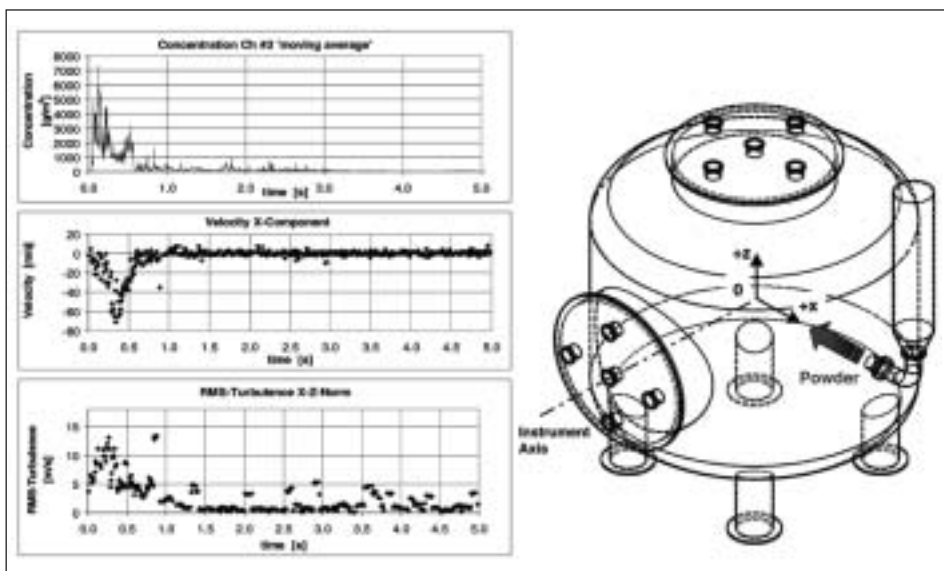 Concentration Ch #3 'moving average'
Concentration
[g/m³]
8000
7000
6000
5000
4000
3000
2000
1000
0
0.0 1.0 2.0 3.0 4.0 5.0
time [s]
Velocity X-Component
Velocity [m/s]
20
0
-20
-40
-60
-80
0.0 0.5 1.0 1.5 2.0 2.5 3.0 3.5 4.0 4.5 5.0
time [s]
RMS-Turbulence X-Z-Norm
RMS-Turbulence
[m/s]
15
10
5
0
0.0 0.5 1.0 1.5 2.0 2.5 3.0 3.5 4.0 4.5 5.0
time [s]
+z
0
+x
Powder
Instrument
Axis